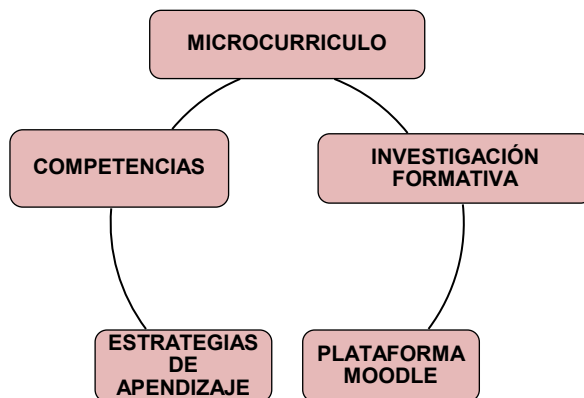 MICROCURRICULO
COMPETENCIAS
INVESTIGACIÓN
FORMATIVA
ESTRATEGIAS
DE
APENDIZAJE
PLATAFORMA
MOODLE